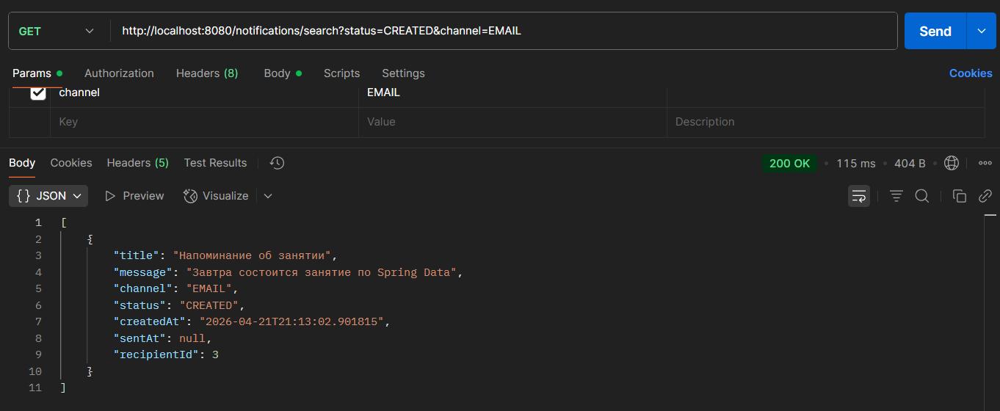 GET http://localhost:8080/notifications/search?status=CREATED&channel=EMAIL Send
Params Authorization Headers (8) Body Scripts Settings Cookies
channel EMAIL
Key Value Description
Body Cookies Headers (5) Test Results 200 OK 115 ms 404 B
{} JSON Preview Visualize
1 [
2 {
3 "title": "Напоминание об занятии",
4 "message": "Завтра состоится занятие по Spring Data",
5 "channel": "EMAIL",
6 "status": "CREATED",
7 "createdAt": "2026-04-21T21:13:02.901815",
8 "sentAt": null,
9 "recipientId": 3
10 }
11 ]